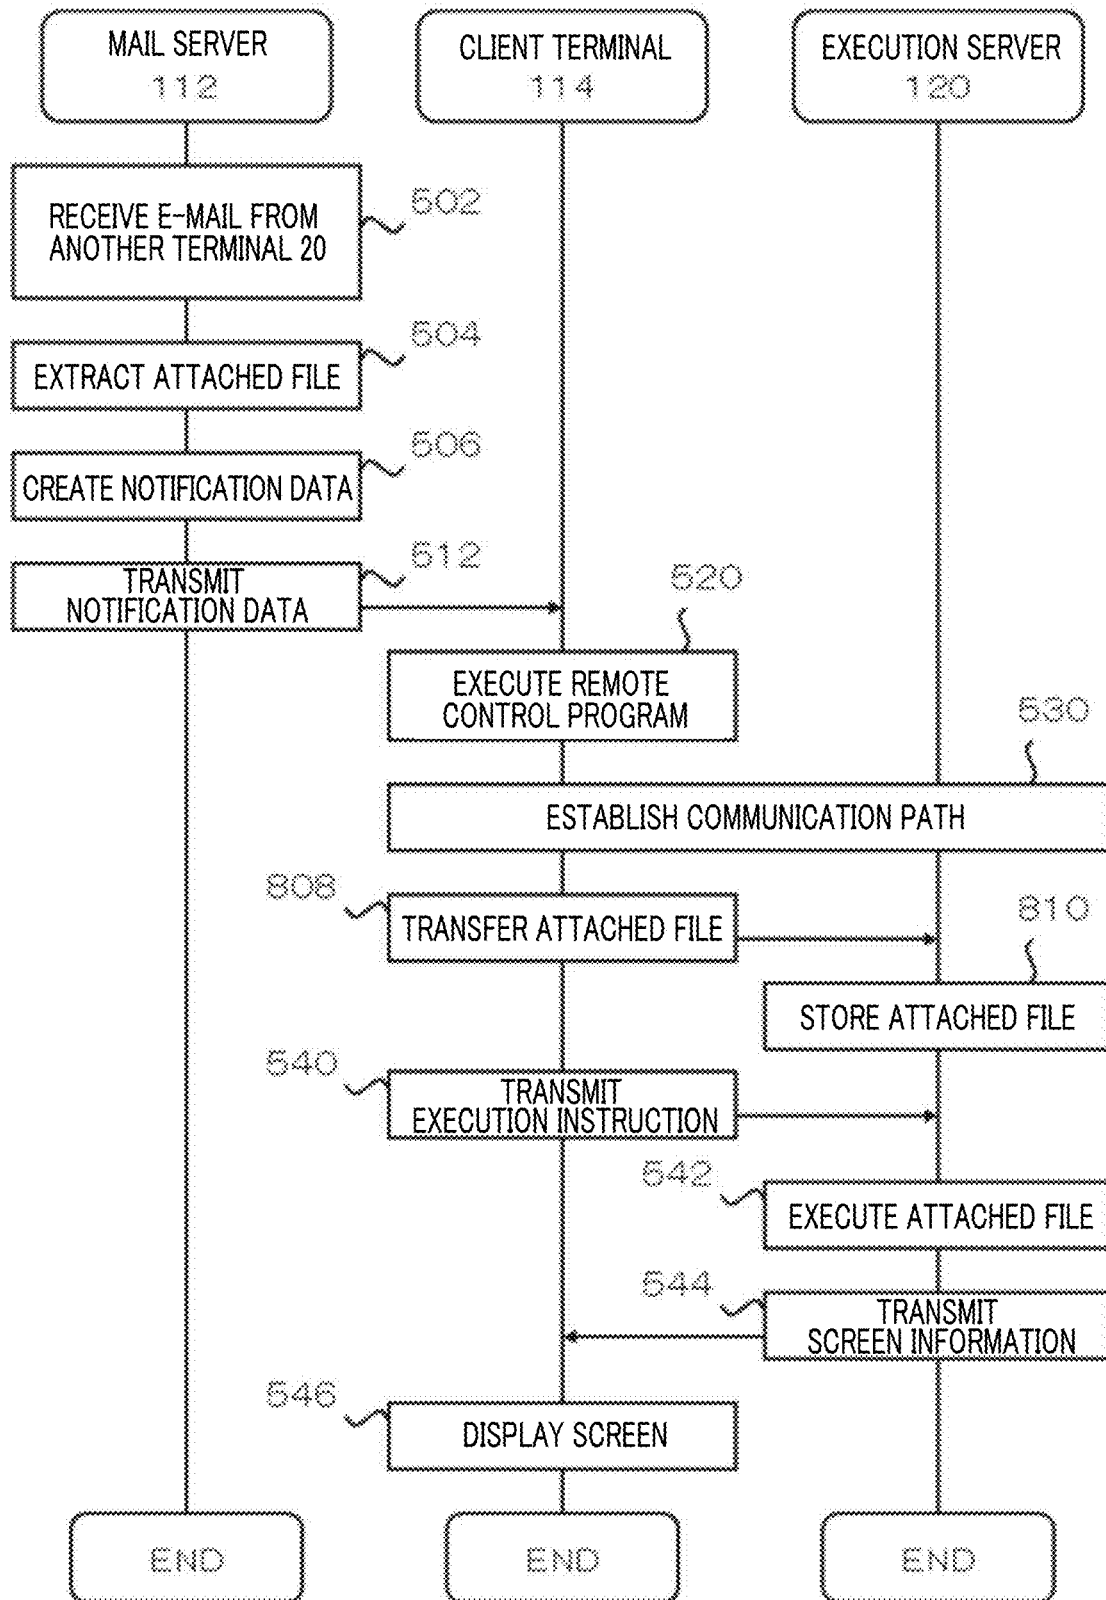 MAIL SERVER
112
CLIENT TERMINAL
114
EXECUTION SERVER
120
502
RECEIVE E-MAIL FROM
ANOTHER TERMINAL 20
504
EXTRACT ATTACHED FILE
506
CREATE NOTIFICATION DATA
512
TRANSMIT
NOTIFICATION DATA
520
EXECUTE REMOTE
CONTROL PROGRAM
530
ESTABLISH COMMUNICATION PATH
808
TRANSFER ATTACHED FILE
810
STORE ATTACHED FILE
540
TRANSMIT
EXECUTION INSTRUCTION
542
EXECUTE ATTACHED FILE
544
TRANSMIT
SCREEN INFORMATION
546
DISPLAY SCREEN
END
END
END